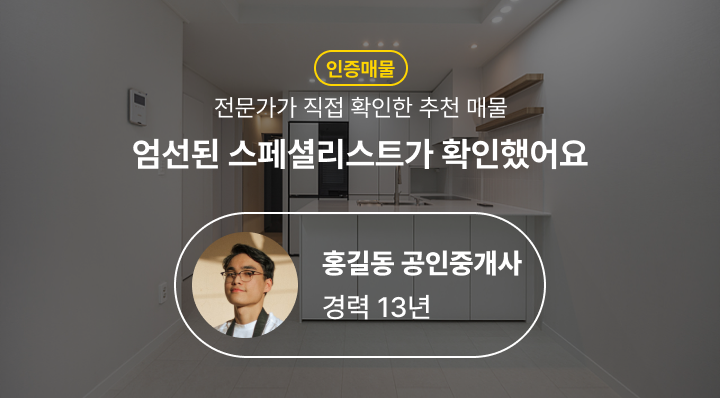 인증매물
전문가가 직접 확인한 추천 매물
엄선된 스페셜리스트가 확인했어요
홍길동 공인중개사
경력 13년